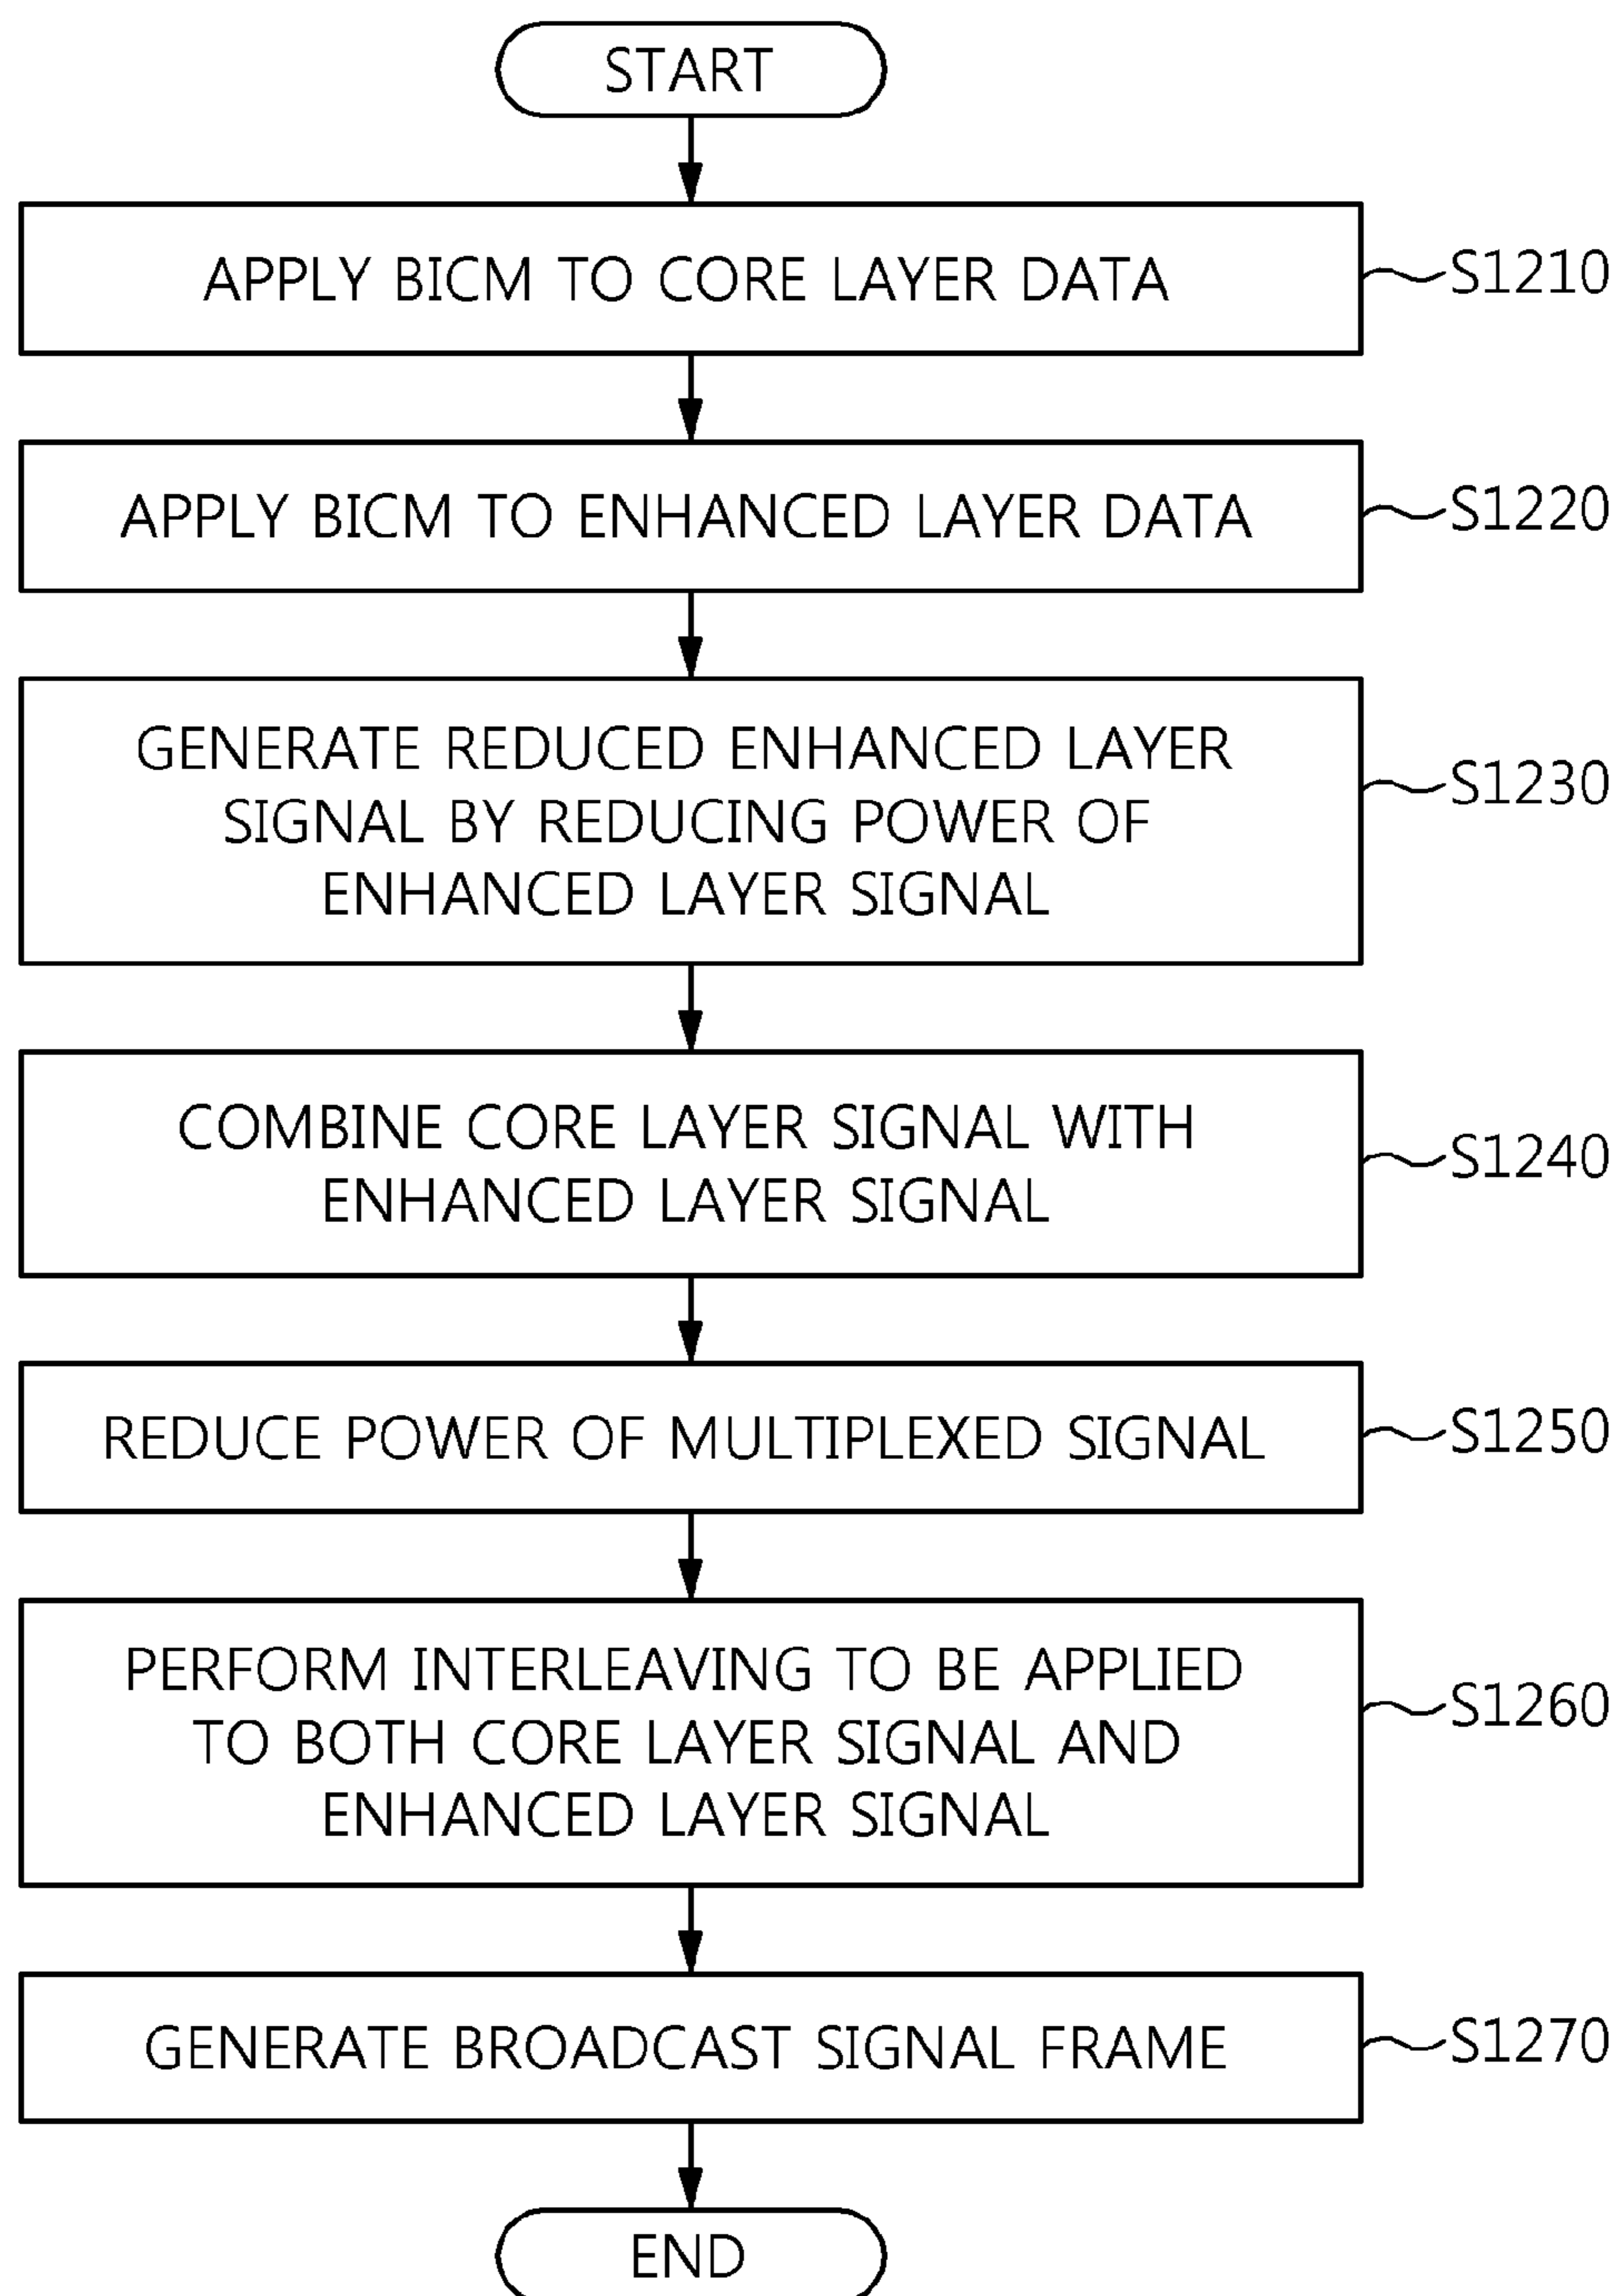 START
APPLY BICM TO CORE LAYER DATA
S1210
APPLY BICM TO ENHANCED LAYER DATA
S1220
GENERATE REDUCED ENHANCED LAYER
SIGNAL BY REDUCING POWER OF
ENHANCED LAYER SIGNAL
S1230
COMBINE CORE LAYER SIGNAL WITH
ENHANCED LAYER SIGNAL
S1240
REDUCE POWER OF MULTIPLEXED SIGNAL
S1250
PERFORM INTERLEAVING TO BE APPLIED
TO BOTH CORE LAYER SIGNAL AND
ENHANCED LAYER SIGNAL
S1260
GENERATE BROADCAST SIGNAL FRAME
S1270
END